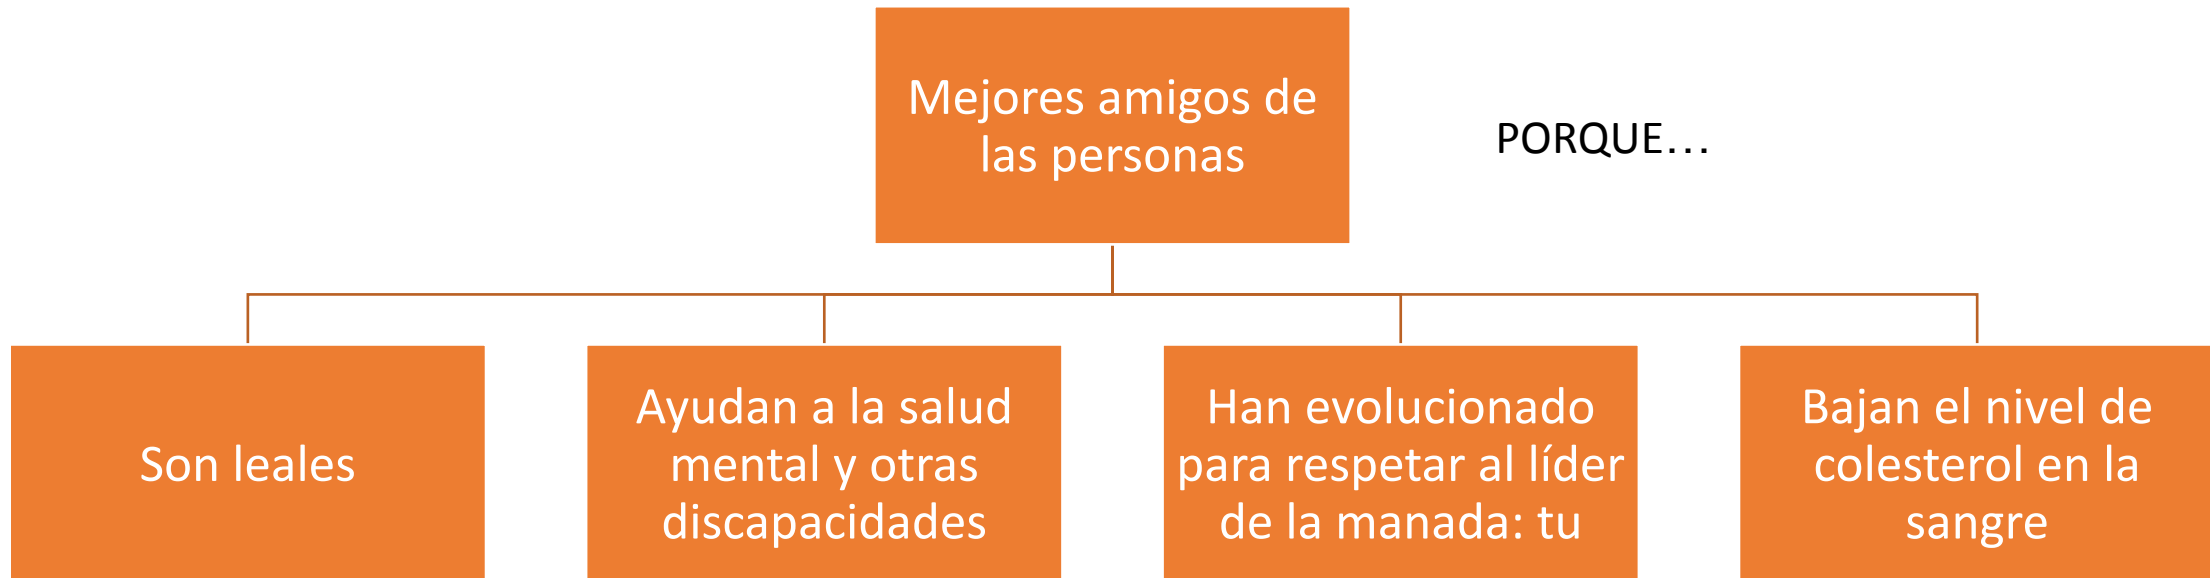 Mejores amigos de
las personas
PORQUE...
Son leales
Ayudan a la salud
mental y otras
discapacidades
Han evolucionado
para respetar al líder
de la manada: tu
Bajan el nivel de
colesterol en la
sangre